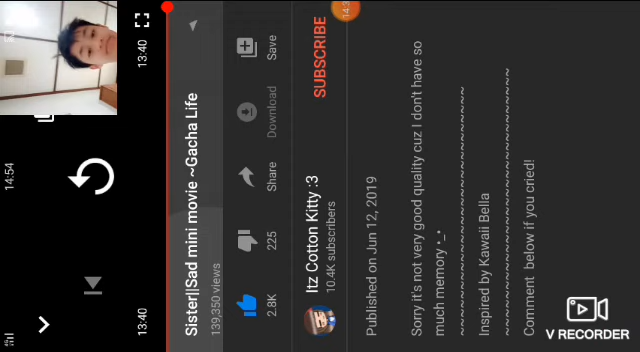 14:54
13:40
13:40
Sister||Sad mini movie ~Gacha Life
139,350 views
2.8K
225
Share
Download
Save
Itz Cotton Kitty :3
10.4K subscribers
SUBSCRIBE
Published on Jun 12, 2019
Sorry it's not very good quality cuz I don't have so
much memory •_•
Inspired by Kawaii Bella
Comment below if you cried!
V RECORDER